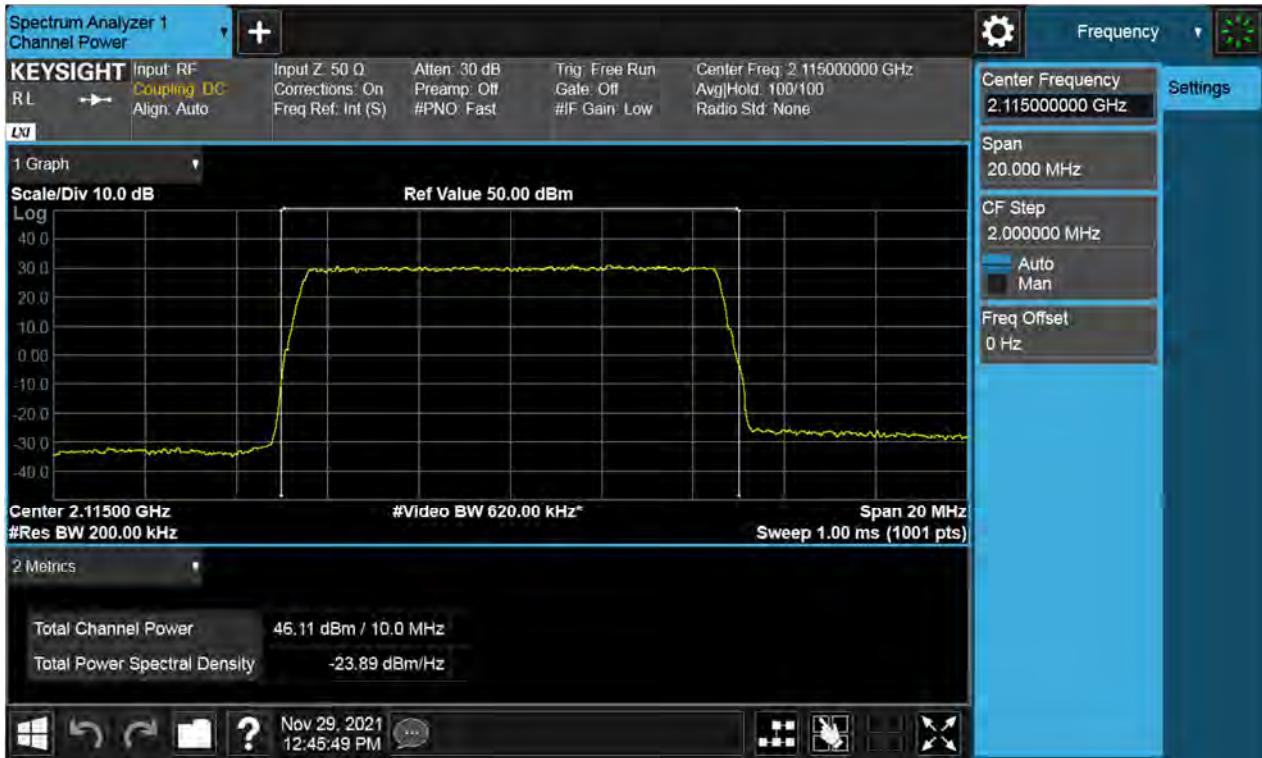 Spectrum Analyzer 1
Channel Power
+
Frequency
KEYSIGHT
RL
LXI
Input: RF
Coupling: DC
Align: Auto
Input Z: 50 Ω
Corrections: On
Freq Ref: Int (S)
Atten: 30 dB
Preamp: Off
#PNO: Fast
Trig: Free Run
Gate: Off
#IF Gain: Low
Center Freq: 2.115000000 GHz
Avg|Hold: 100/100
Radio Std: None
Center Frequency
2.115000000 GHz
Settings
Span
20.000 MHz
CF Step
2.000000 MHz
Auto
Man
Freq Offset
0 Hz
1 Graph
Scale/Div 10.0 dB
Ref Value 50.00 dBm
Log
40.0
30.0
20.0
10.0
0.00
-10.0
-20.0
-30.0
-40.0
Center 2.11500 GHz
#Video BW 620.00 kHz*
Span 20 MHz
#Res BW 200.00 kHz
Sweep 1.00 ms (1001 pts)
2 Metrics
Total Channel Power 46.11 dBm / 10.0 MHz
Total Power Spectral Density -23.89 dBm/Hz
?
Nov 29, 2021
12:45:49 PM